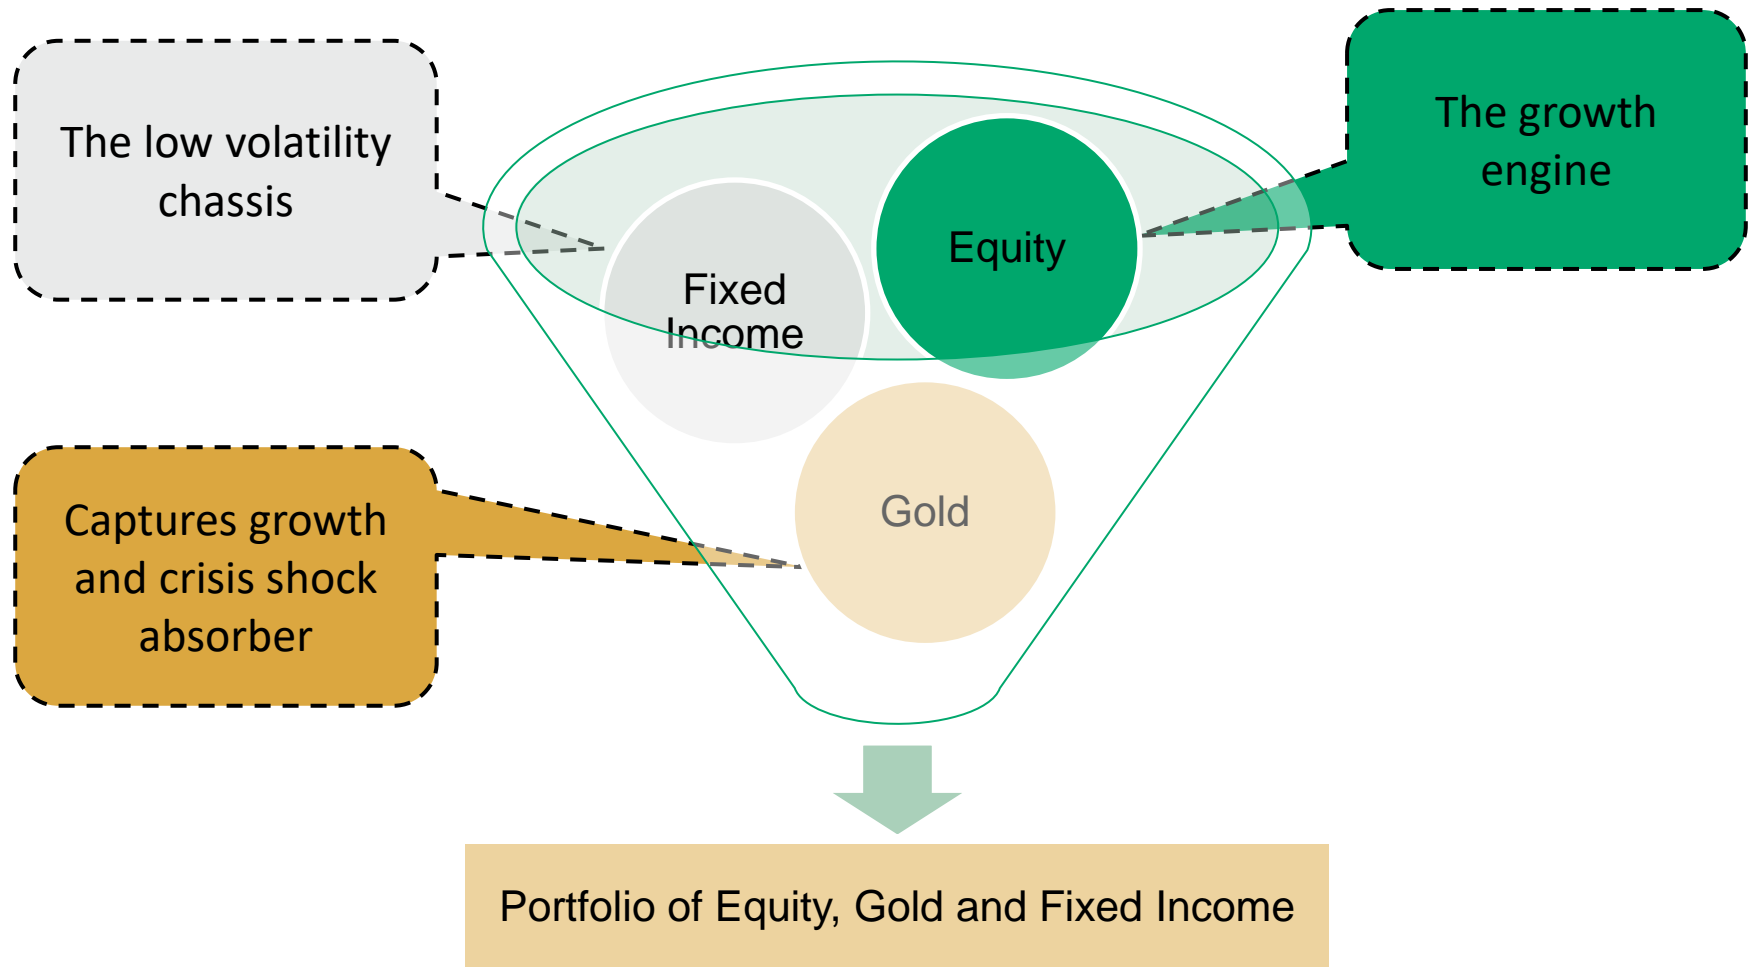 The low volatility
chassis
The growth
engine
Equity
Fixed
Income
Gold
Captures growth
and crisis shock
absorber
Portfolio of Equity, Gold and Fixed Income